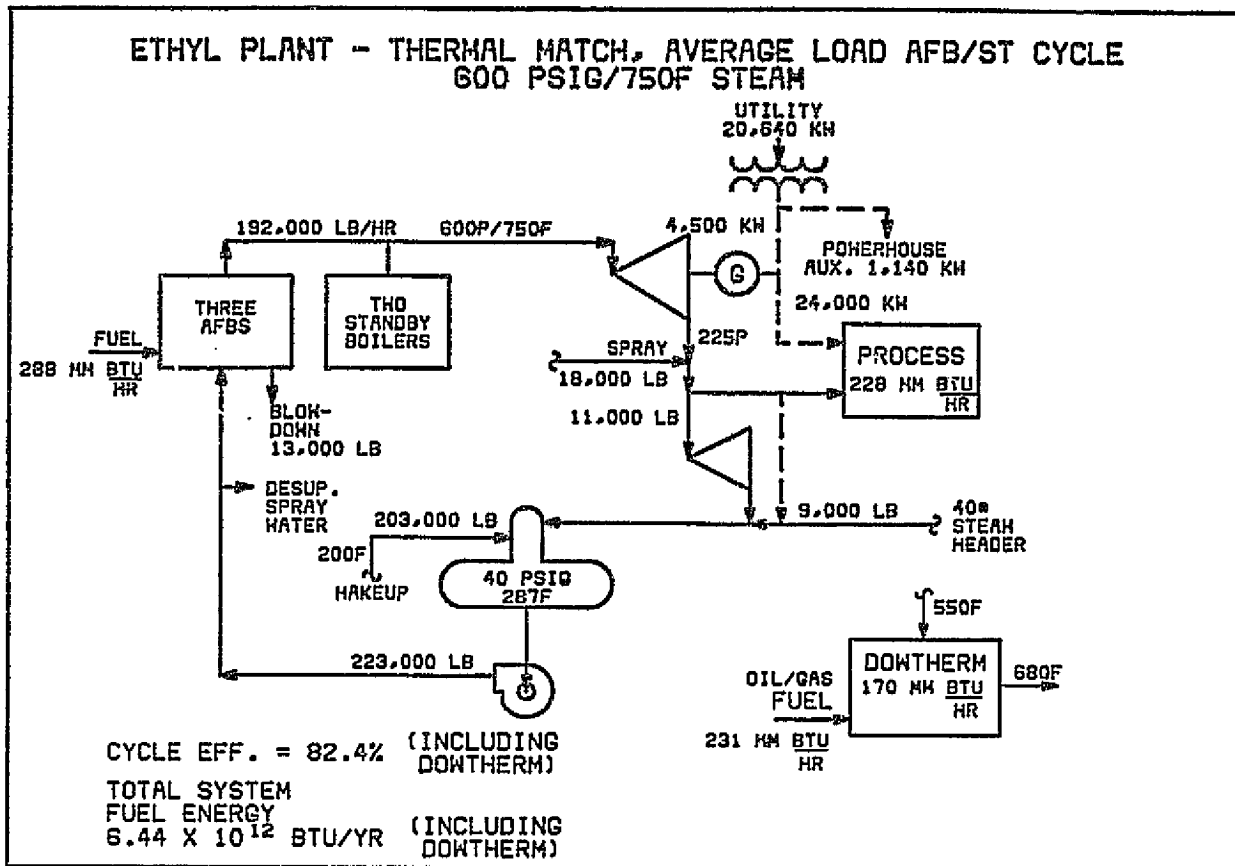 ETHYL PLANT - THERMAL MATCH, AVERAGE LOAD AFB/ST CYCLE
600 PSIG/750F STEAM
UTILITY
20,640 KW
192,000 LB/HR
600P/750F
4,500 KW
POWERHOUSE
AUX. 1,140 KW
G
24,000 KW
THREE
AFBS
TWO
STANDBY
BOILERS
FUEL
288 MM BTU
HR
225P
SPRAY
18,000 LB
PROCESS
228 MM BTU
HR
BLOW-
DOWN
13,000 LB
11,000 LB
DESUP.
SPRAY
WATER
203,000 LB
200F
MAKEUP
9,000 LB
40#
STEAM
HEADER
40 PSIG
287F
550F
223,000 LB
DOWTHERM
170 MM BTU
HR
680F
OIL/GAS
FUEL
231 MM BTU
HR
CYCLE EFF. = 82.4% (INCLUDING
DOWTHERM)
TOTAL SYSTEM
FUEL ENERGY
6.44 X 10¹² BTU/YR (INCLUDING
DOWTHERM)